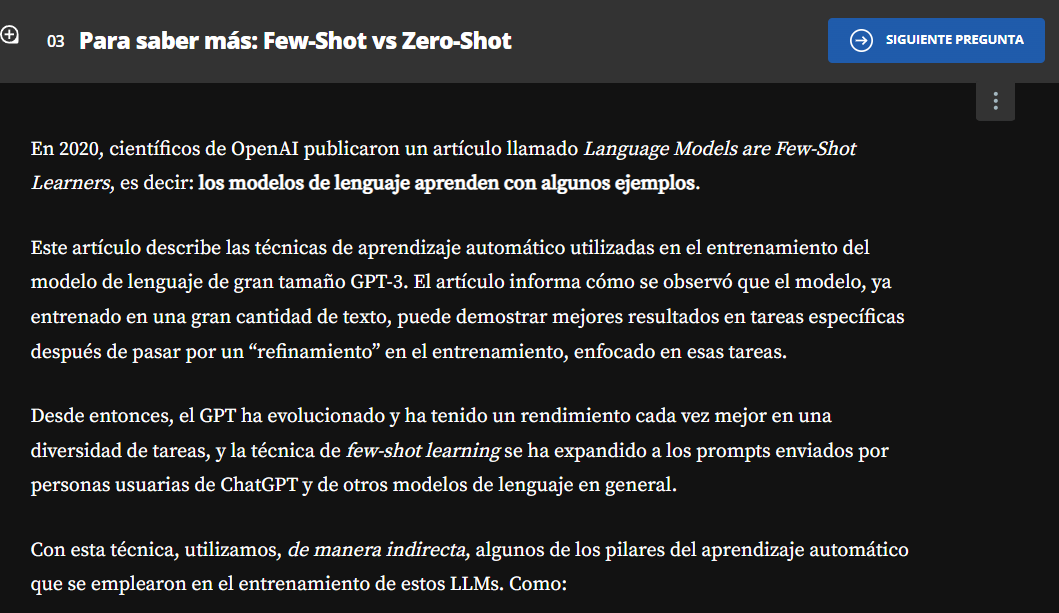 03 Para saber más: Few-Shot vs Zero-Shot
SIGUIENTE PREGUNTA
En 2020, científicos de OpenAI publicaron un artículo llamado Language Models are Few-Shot
Learners, es decir: los modelos de lenguaje aprenden con algunos ejemplos.
Este artículo describe las técnicas de aprendizaje automático utilizadas en el entrenamiento del
modelo de lenguaje de gran tamaño GPT-3. El artículo informa cómo se observó que el modelo, ya
entrenado en una gran cantidad de texto, puede demostrar mejores resultados en tareas específicas
después de pasar por un “refinamiento” en el entrenamiento, enfocado en esas tareas.
Desde entonces, el GPT ha evolucionado y ha tenido un rendimiento cada vez mejor en una
diversidad de tareas, y la técnica de few-shot learning se ha expandido a los prompts enviados por
personas usuarias de ChatGPT y de otros modelos de lenguaje en general.
Con esta técnica, utilizamos, de manera indirecta, algunos de los pilares del aprendizaje automático
que se emplearon en el entrenamiento de estos LLMs. Como: